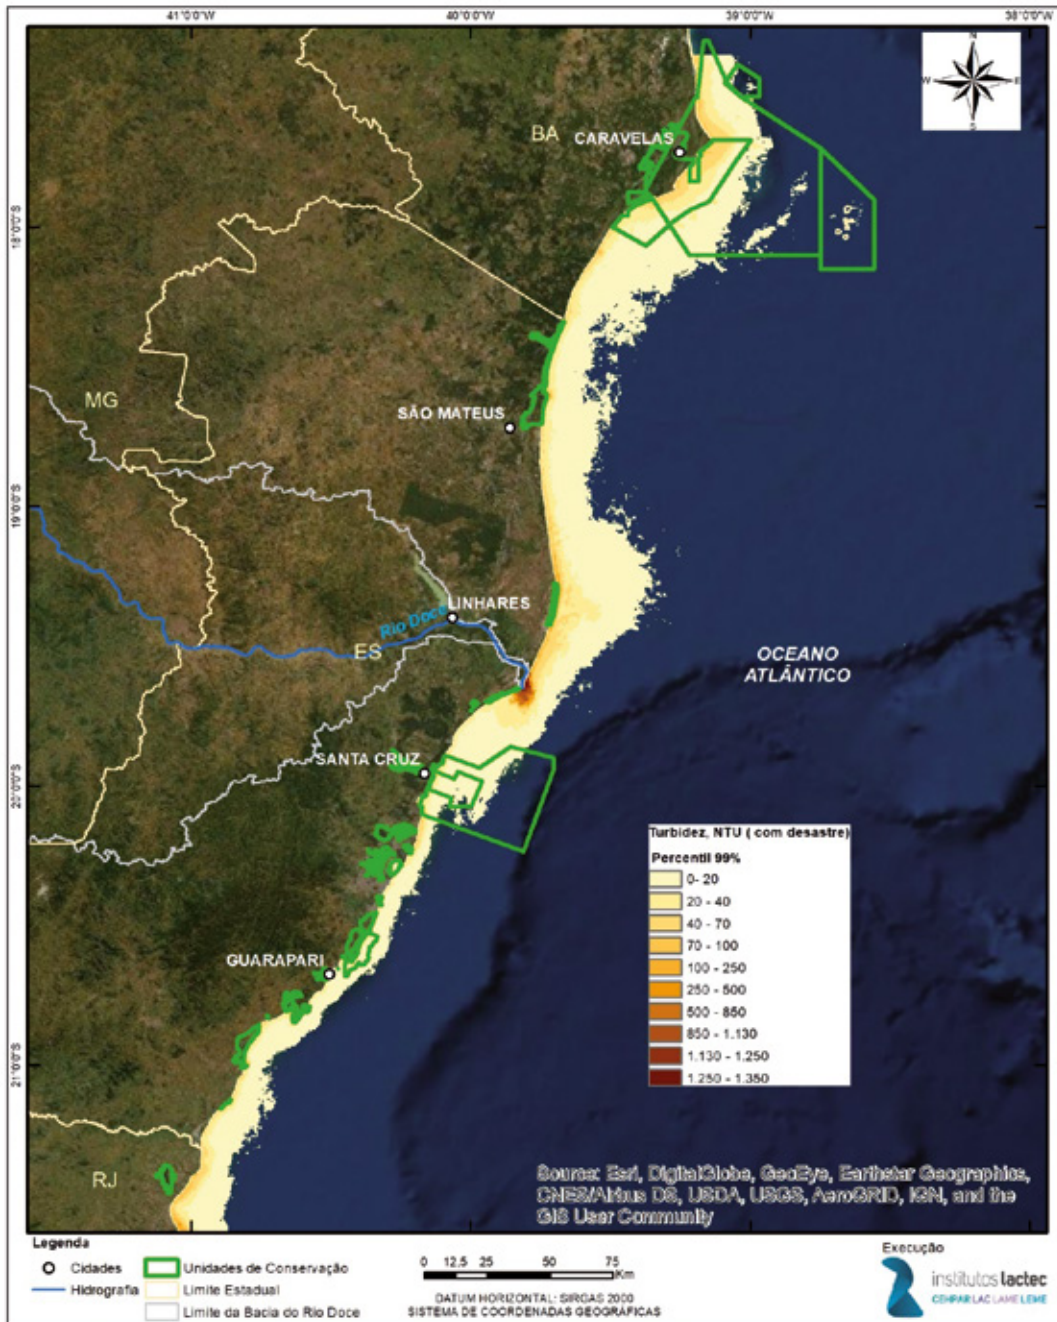 41°0'0"O 40°0'0"O 39°0'0"O 38°0'0"O
N
W E
S
BA
CARAVELAS
18°0'0"S
MG
SÃO MATEUS
19°0'0"S
LINHARES
Rio Doce
ES
OCEANO
ATLÂNTICO
SANTA CRUZ
20°0'0"S
Turbidez, NTU ( com desastre)
Percentil 99%
0- 20
20 - 40
40 - 70
70 - 100
100 - 250
250 - 500
500 - 850
850 - 1.130
1.130 - 1.250
1.250 - 1.350
GUARAPARI
21°0'0"S
RJ
Source: Esri, DigitalGlobe, GeoEye, Earthstar Geographics,
CNES/Airbus DS, USDA, USGS, AeroGRID, IGN, and the
GIS User Community
Legenda
Cidades
Hidrografia
Unidades de Conservação
Limite Estadual
Limite da Bacia do Rio Doce
0 12,5 25 50 75
Km
DATUM HORIZONTAL: SIRGAS 2000
SISTEMA DE COORDENADAS GEOGRÁFICAS
Execução
institutos lactec
CEHPAR LAC LAME LEME